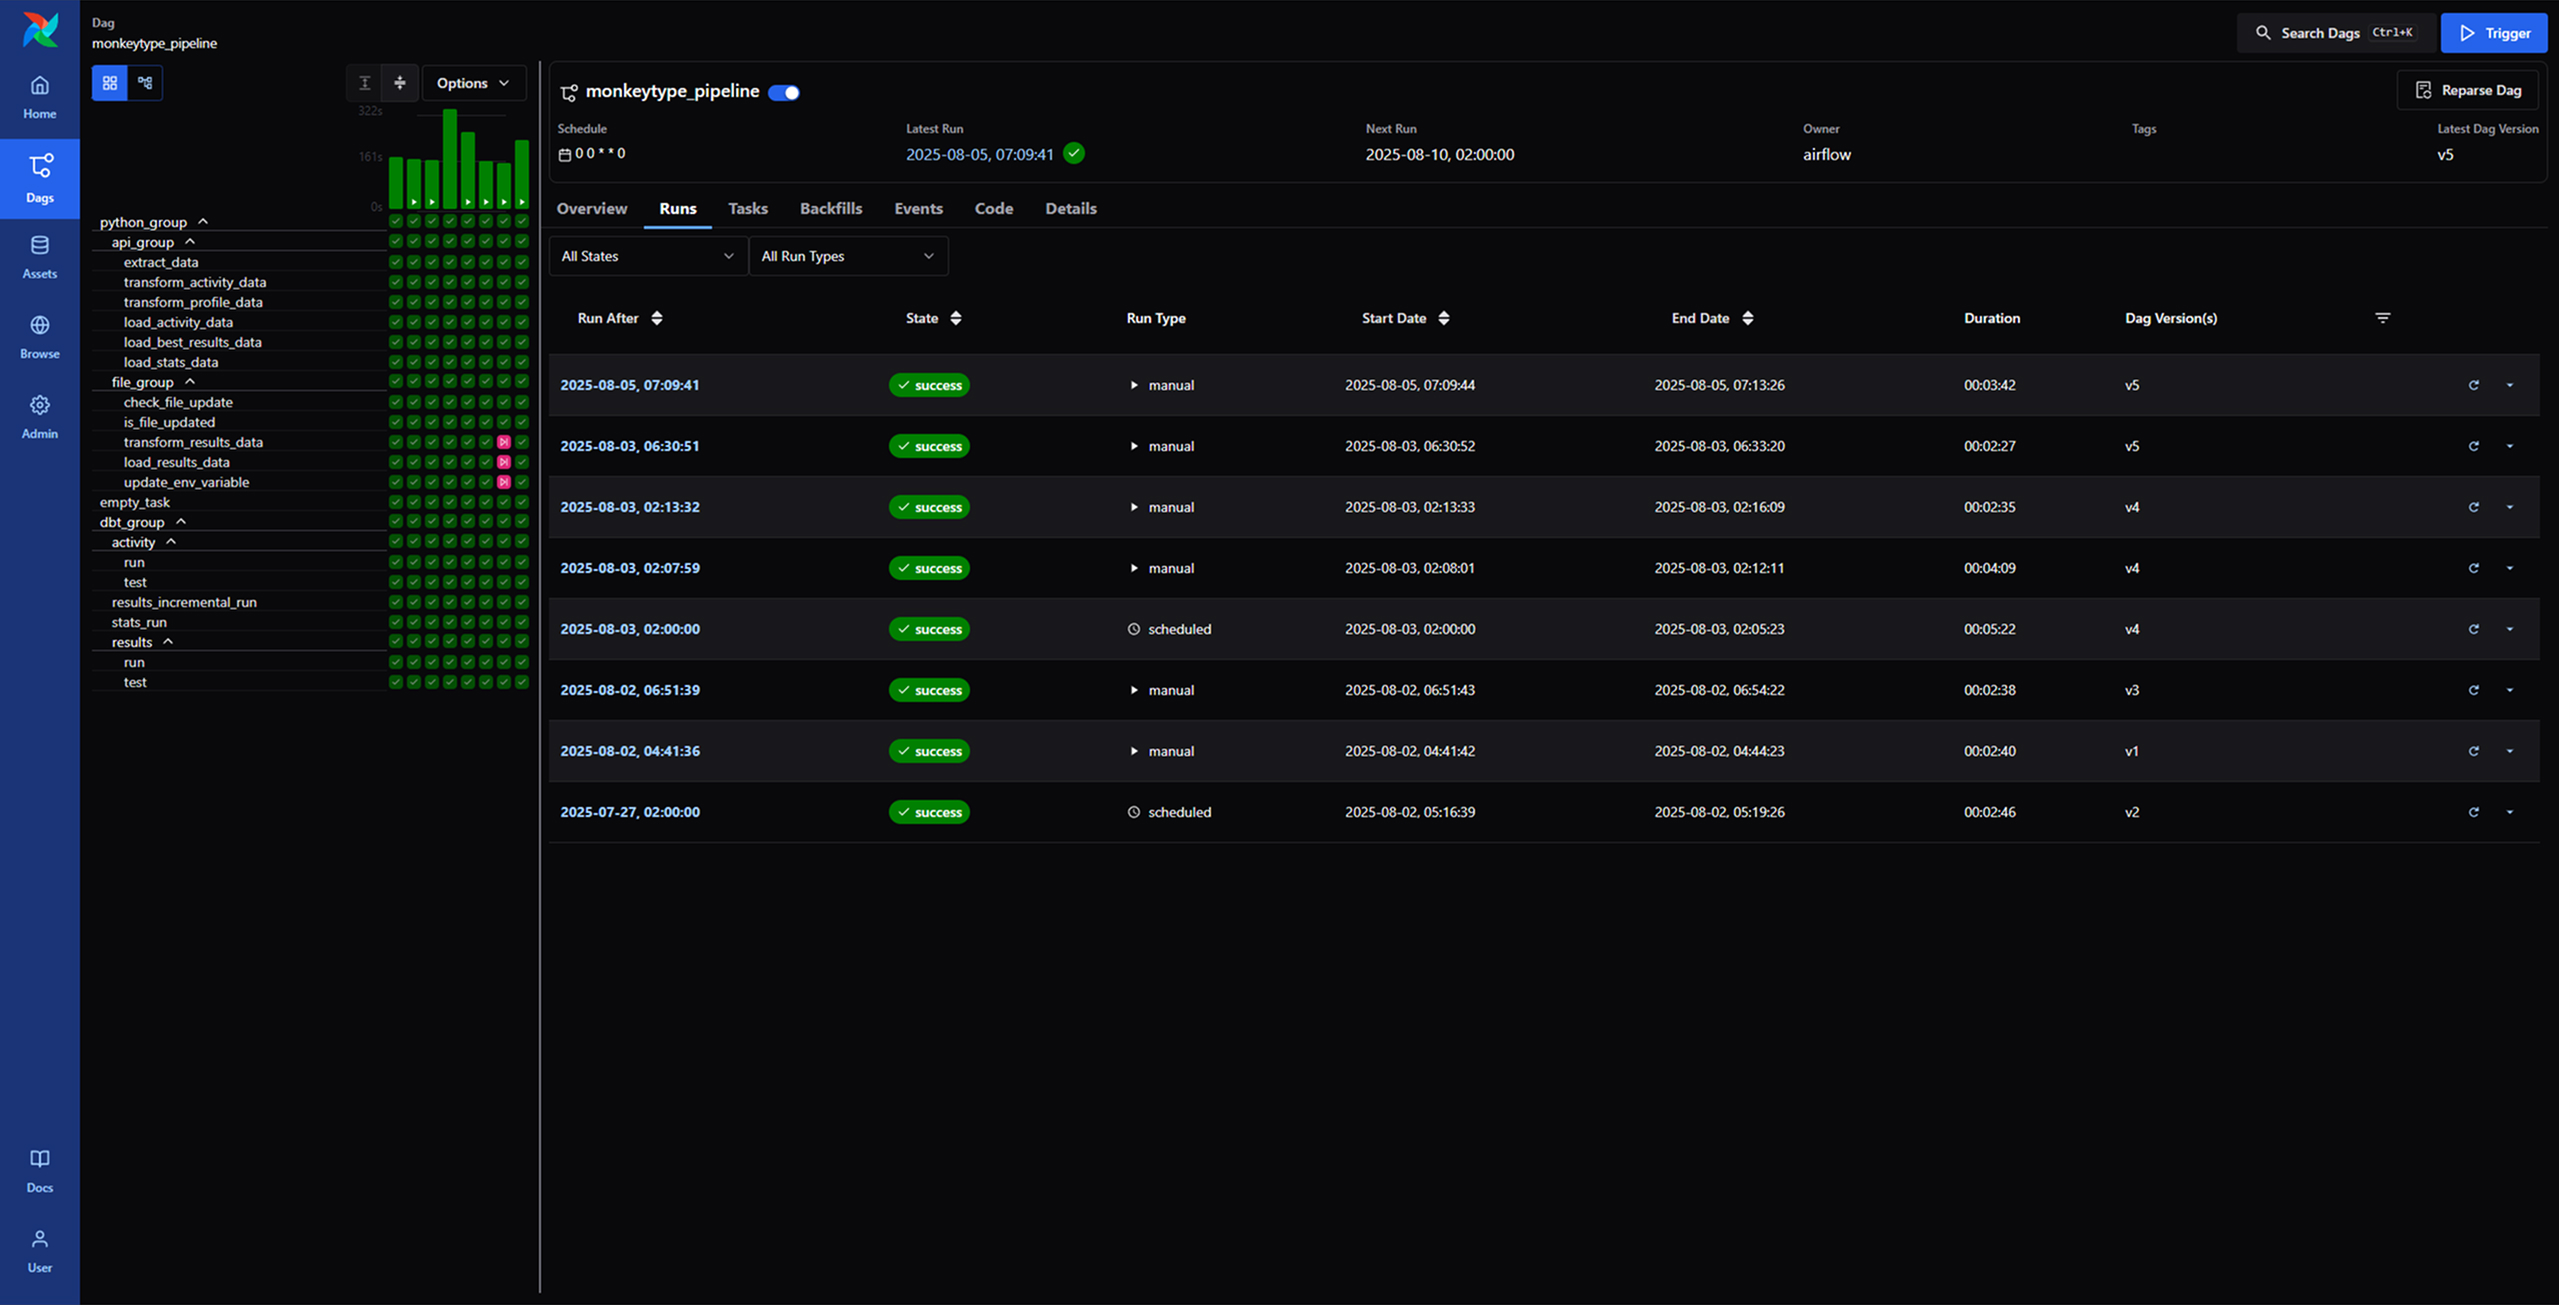 Dag
monkeytype_pipeline
Search Dags Ctrl+K
Trigger
Home
Dags
Assets
Browse
Admin
Docs
User
Options
322s
161s
0s
python_group
api_group
extract_data
transform_activity_data
transform_profile_data
load_activity_data
load_best_results_data
load_stats_data
file_group
check_file_update
is_file_updated
transform_results_data
load_results_data
update_env_variable
empty_task
dbt_group
activity
run
test
results_incremental_run
stats_run
results
run
test
monkeytype_pipeline
Reparse Dag
Schedule Latest Run Next Run Owner Tags Latest Dag Version
0 0 * * 0 2025-08-05, 07:09:41 2025-08-10, 02:00:00 airflow v5
Overview Runs Tasks Backfills Events Code Details
All States All Run Types
Run After State Run Type Start Date End Date Duration Dag Version(s)
2025-08-05, 07:09:41 success manual 2025-08-05, 07:09:44 2025-08-05, 07:13:26 00:03:42 v5
2025-08-03, 06:30:51 success manual 2025-08-03, 06:30:52 2025-08-03, 06:33:20 00:02:27 v5
2025-08-03, 02:13:32 success manual 2025-08-03, 02:13:33 2025-08-03, 02:16:09 00:02:35 v4
2025-08-03, 02:07:59 success manual 2025-08-03, 02:08:01 2025-08-03, 02:12:11 00:04:09 v4
2025-08-03, 02:00:00 success scheduled 2025-08-03, 02:00:00 2025-08-03, 02:05:23 00:05:22 v4
2025-08-02, 06:51:39 success manual 2025-08-02, 06:51:43 2025-08-02, 06:54:22 00:02:38 v3
2025-08-02, 04:41:36 success manual 2025-08-02, 04:41:42 2025-08-02, 04:44:23 00:02:40 v1
2025-07-27, 02:00:00 success scheduled 2025-08-02, 05:16:39 2025-08-02, 05:19:26 00:02:46 v2